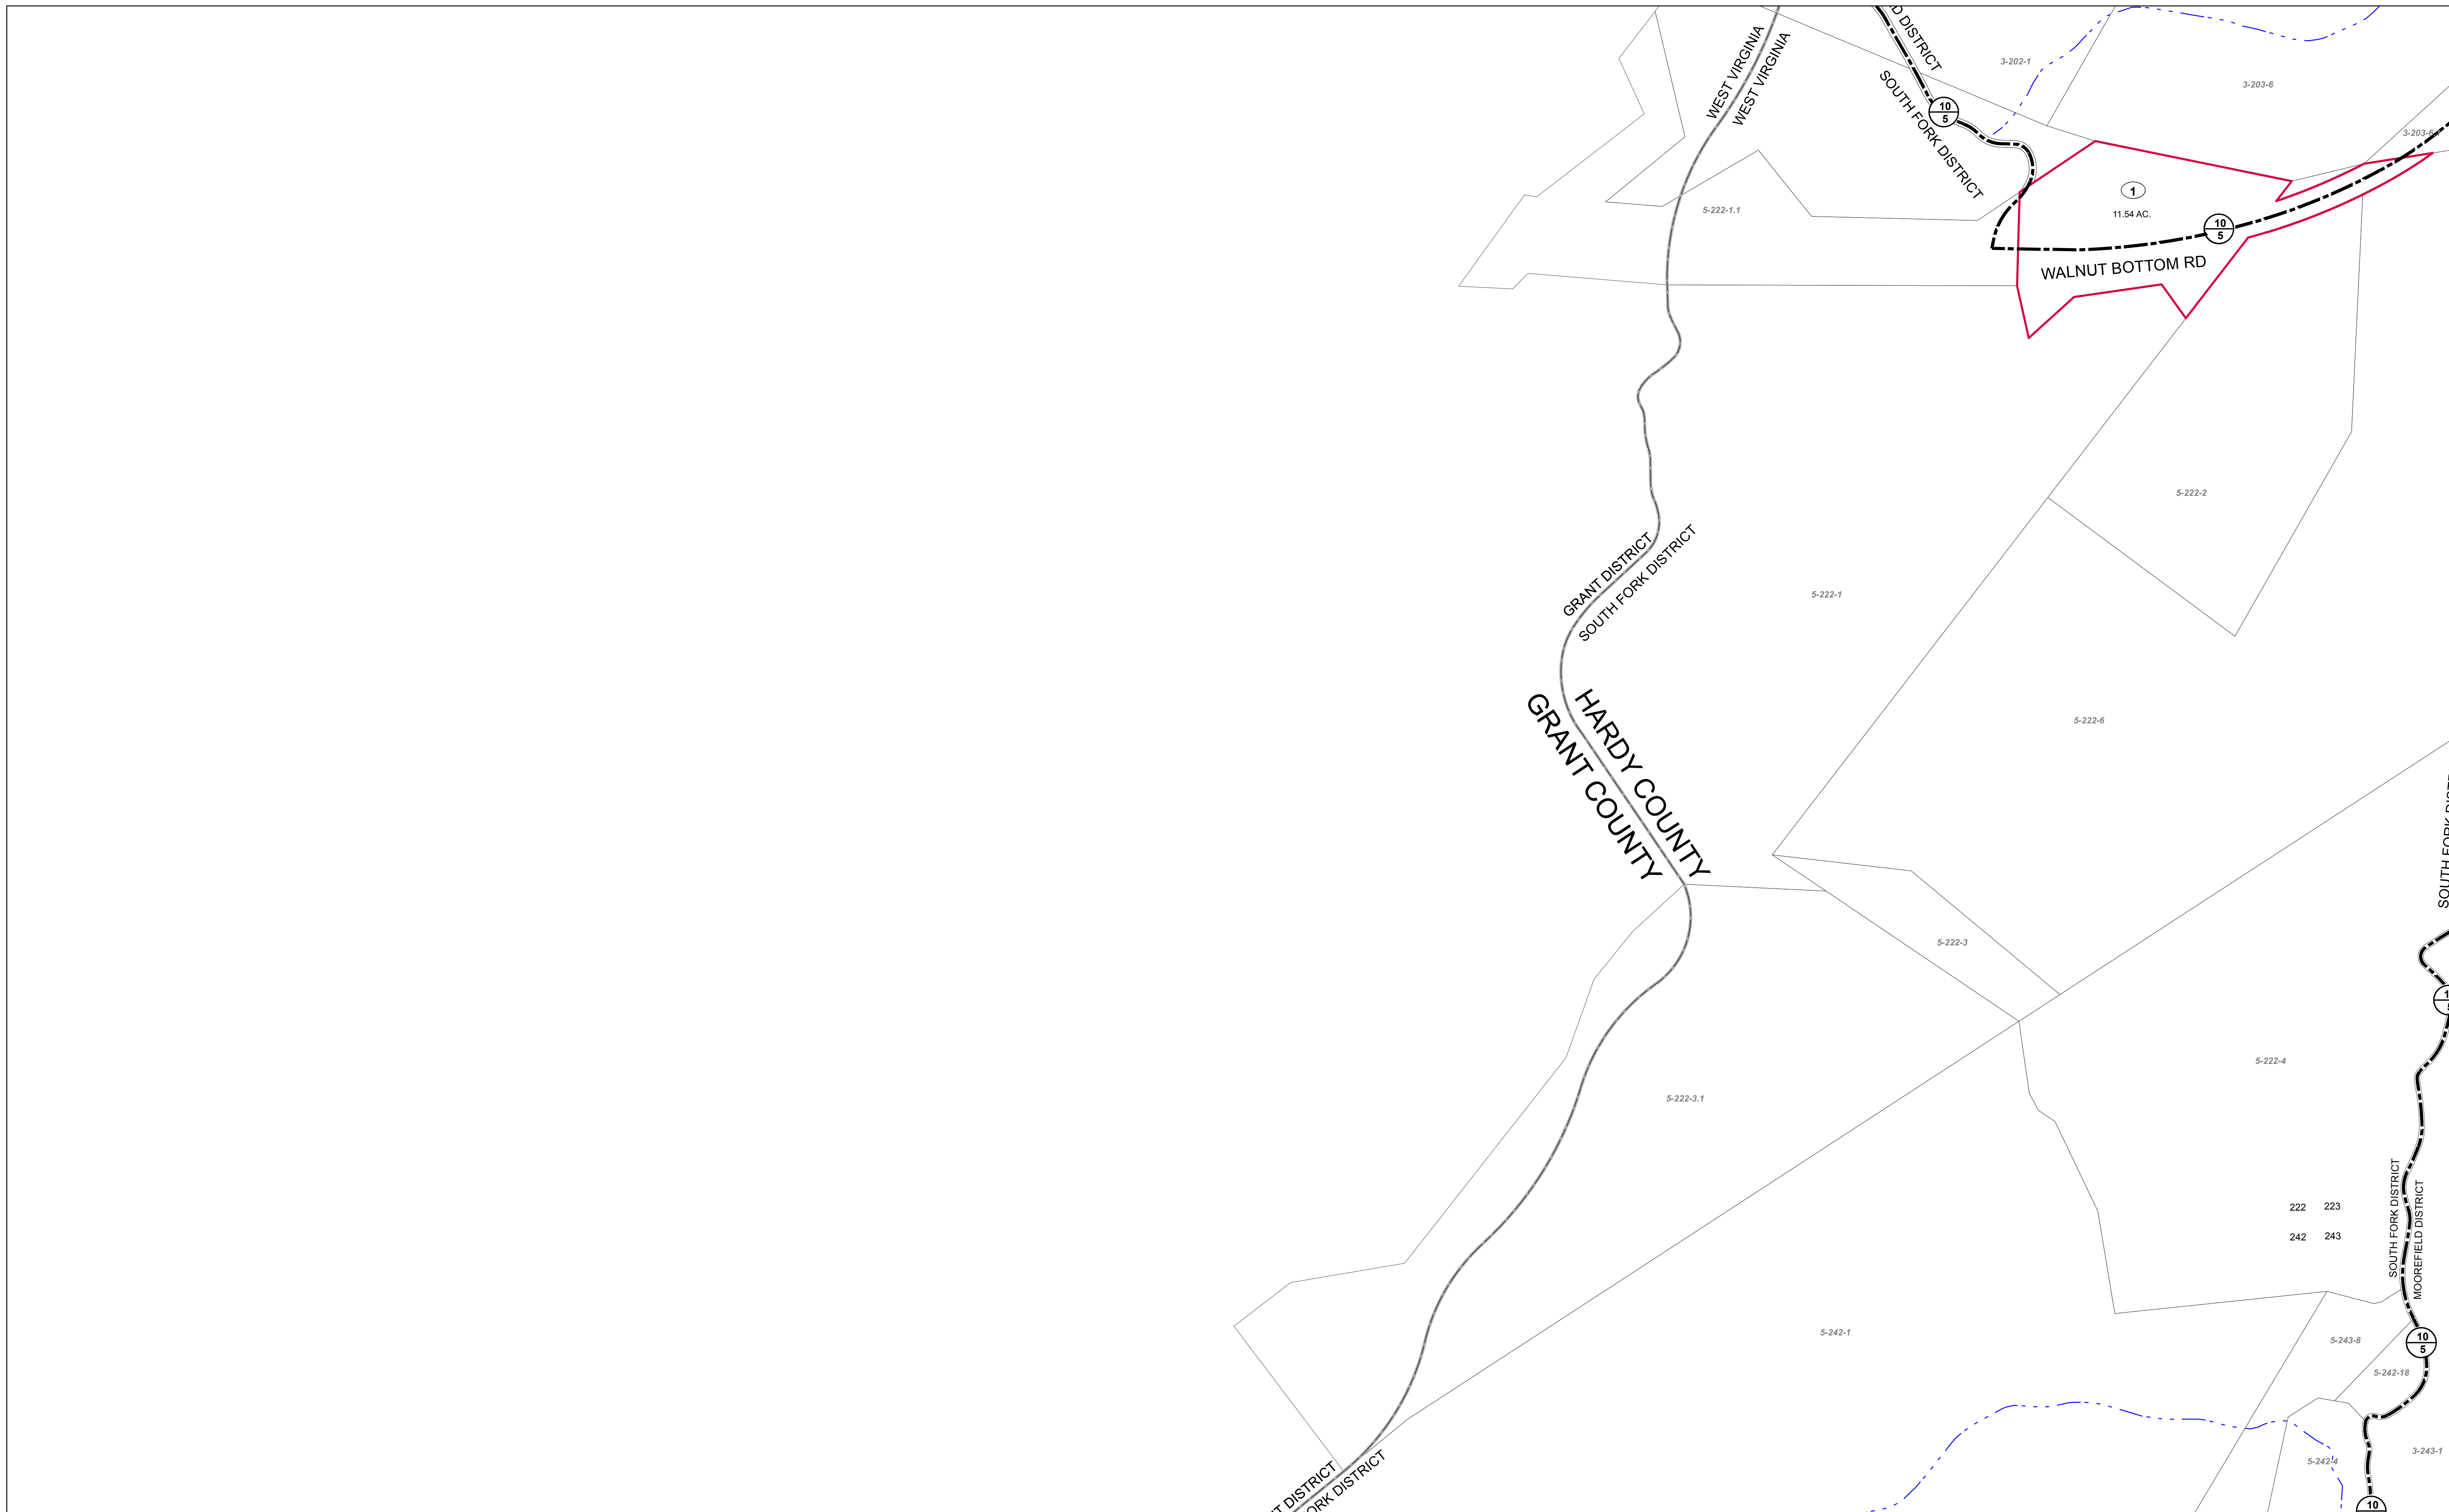 WEST VIRGINIA
WEST VIRGINIA
DISTRICT
SOUTH FORK DISTRICT
10
5
3-202-1
3-203-6
1
11.54 AC.
5-222-1.1
10
5
WALNUT BOTTOM RD
5-222-2
GRANT DISTRICT
SOUTH FORK DISTRICT
5-222-1
HARDY COUNTY
GRANT COUNTY
5-222-6
5-222-3
5-222-4
5-222-3.1
222 223
242 243
SOUTH FORK DISTRICT
MOOREFIELD DISTRICT
SOUTH FORK
5-242-1
5-243-8
10
5
5-242-18
3-243-1
5-242-4
10
DISTRICT
DISTRICT